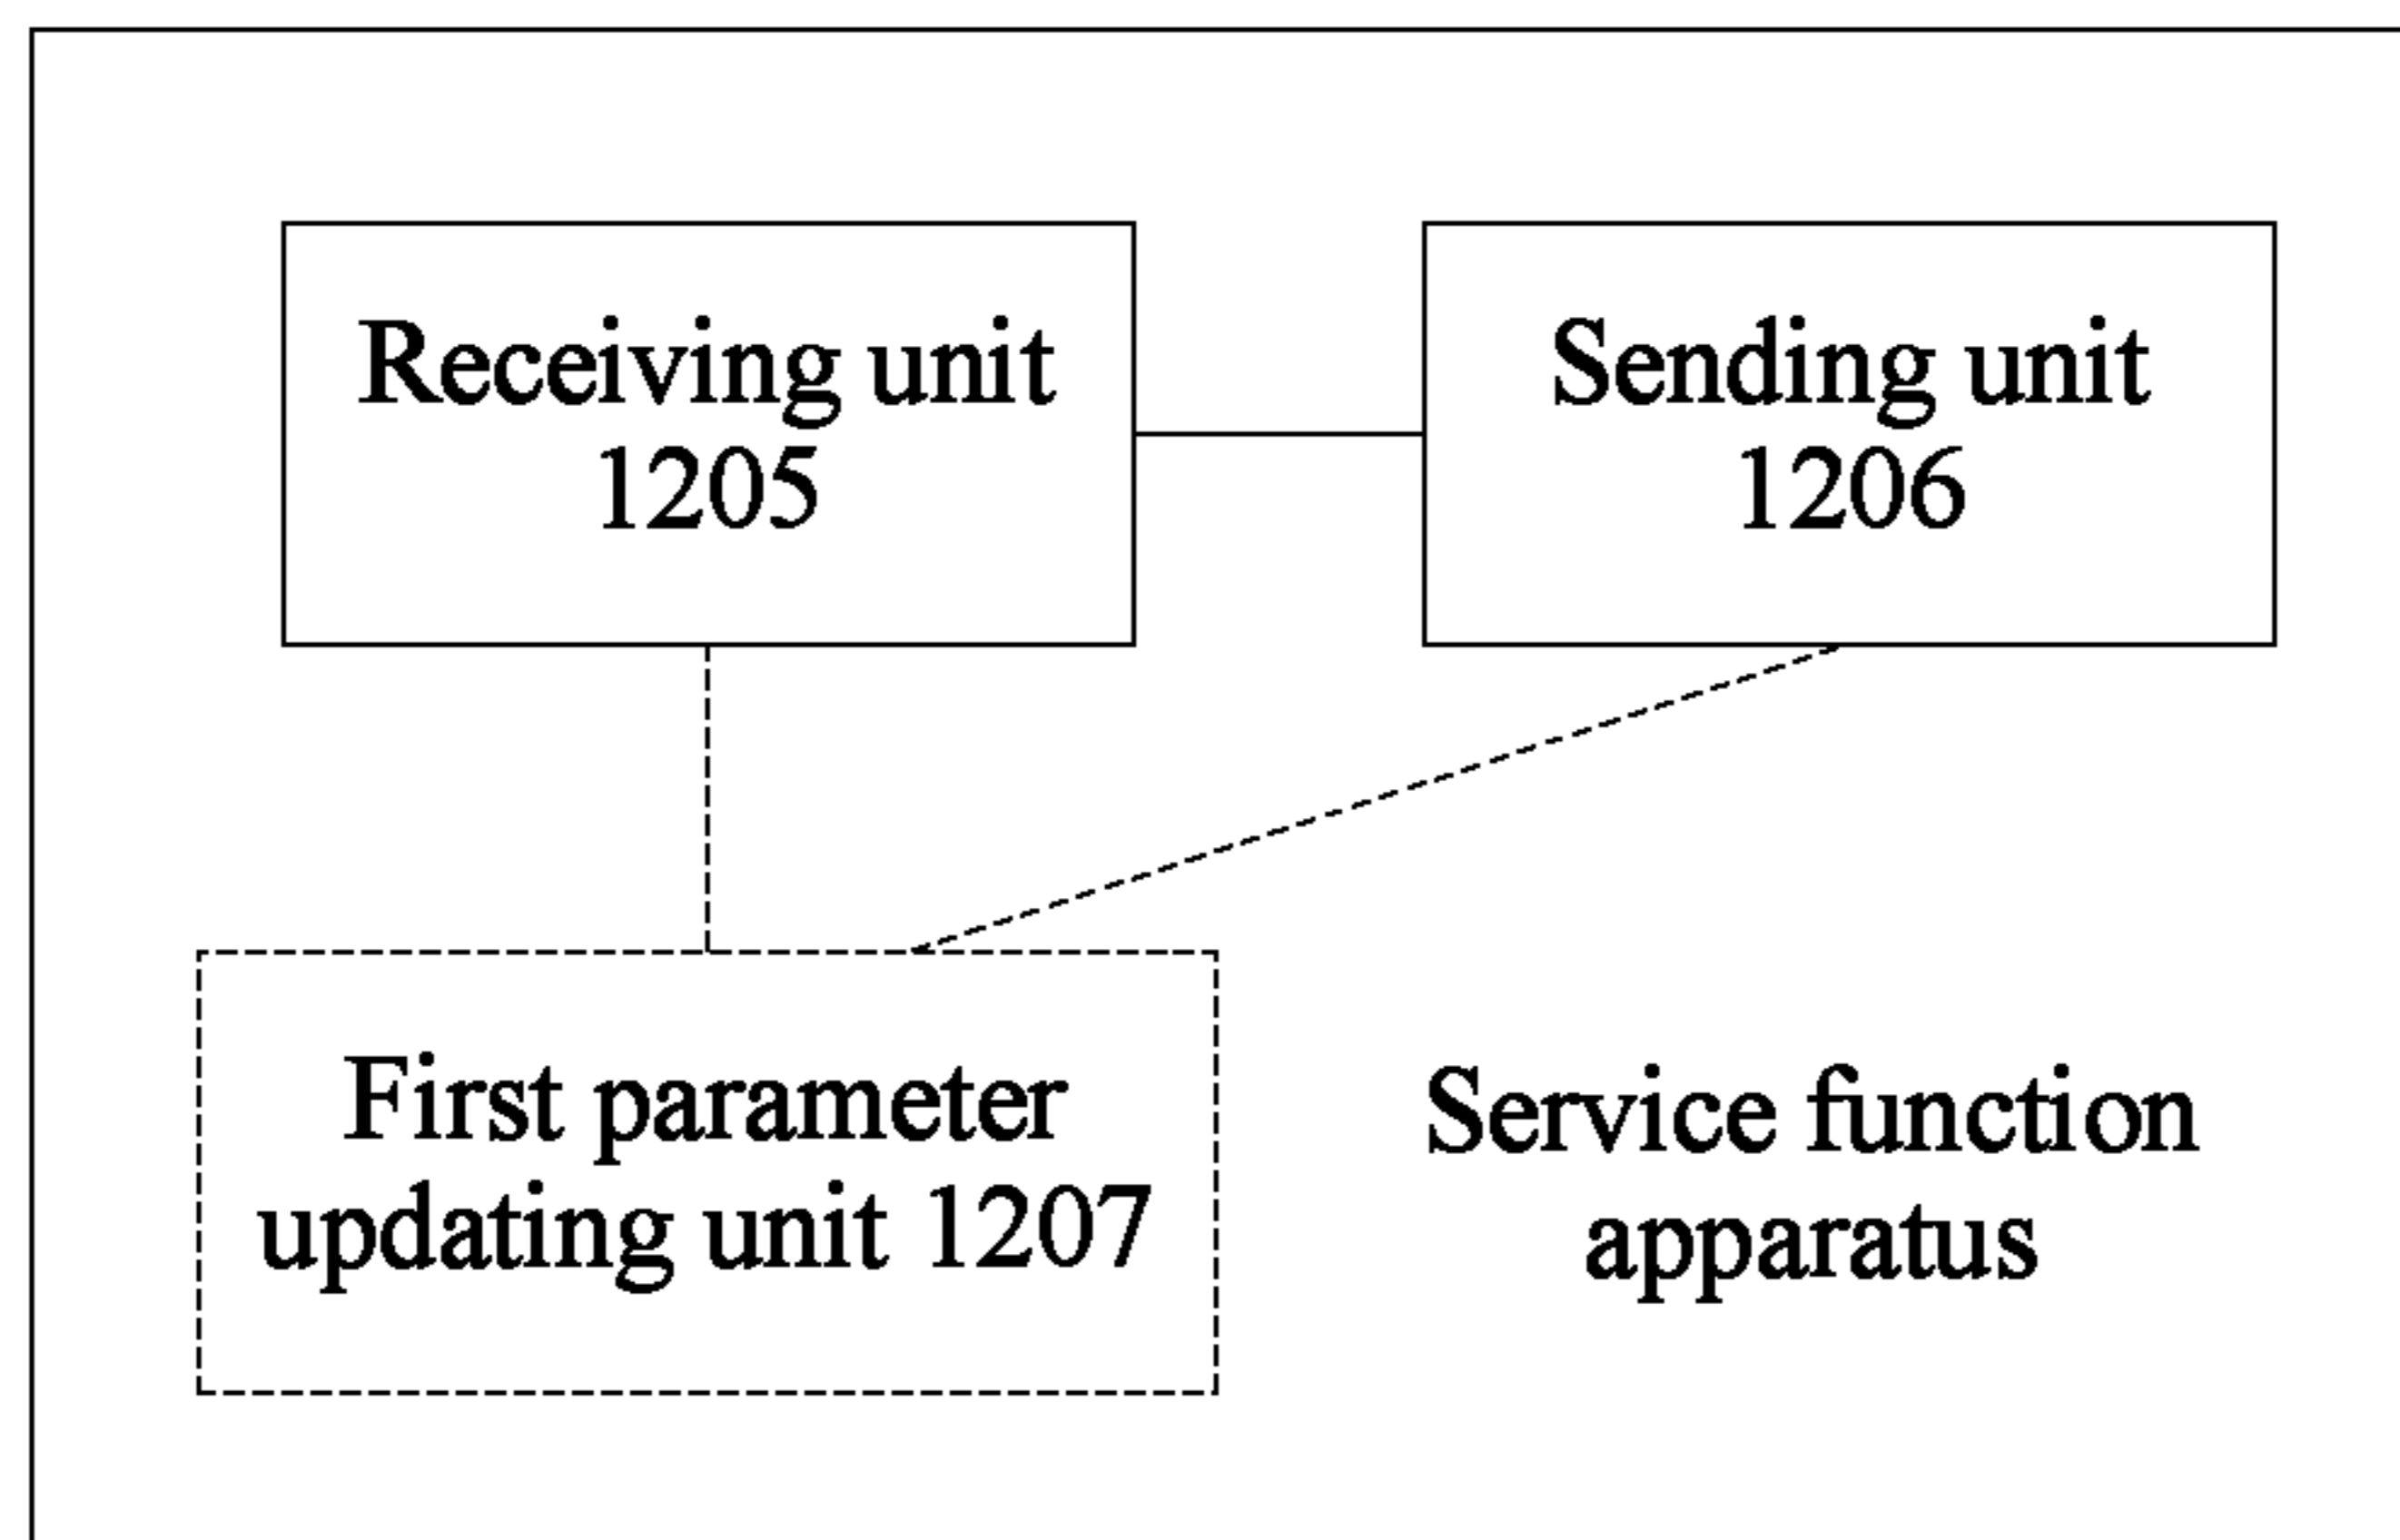 Receiving unit
1205
Sending unit
1206
First parameter
updating unit 1207
Service function
apparatus